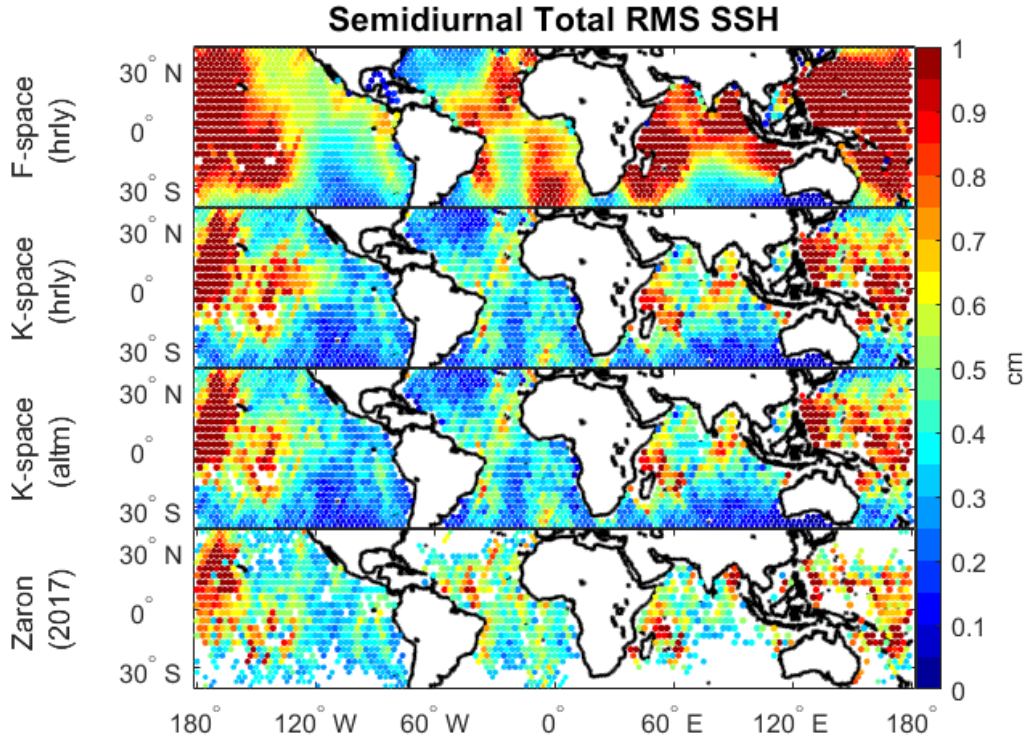 Semidiurnal Total RMS SSH
F-space
(hrly)
30° N
0°
30° S
K-space
(hrly)
30° N
0°
30° S
K-space
(altm)
30° N
0°
30° S
Zaron
(2017)
30° N
0°
30° S
180° 120° W 60° W 0° 60° E 120° E 180°
1
0.9
0.8
0.7
0.6
0.5
0.4
0.3
0.2
0.1
0
cm